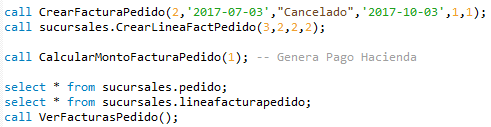 call CrearFacturaPedido(2,'2017-07-03',"Cancelado",'2017-10-03',1,1);
call sucursales.CrearLineaFactPedido(3,2,2,2);
call CalcularMontoFacturaPedido(1); -- Genera Pago Hacienda
select * from sucursales.pedido;
select * from sucursales.lineafacturapedido;
call VerFacturasPedido();